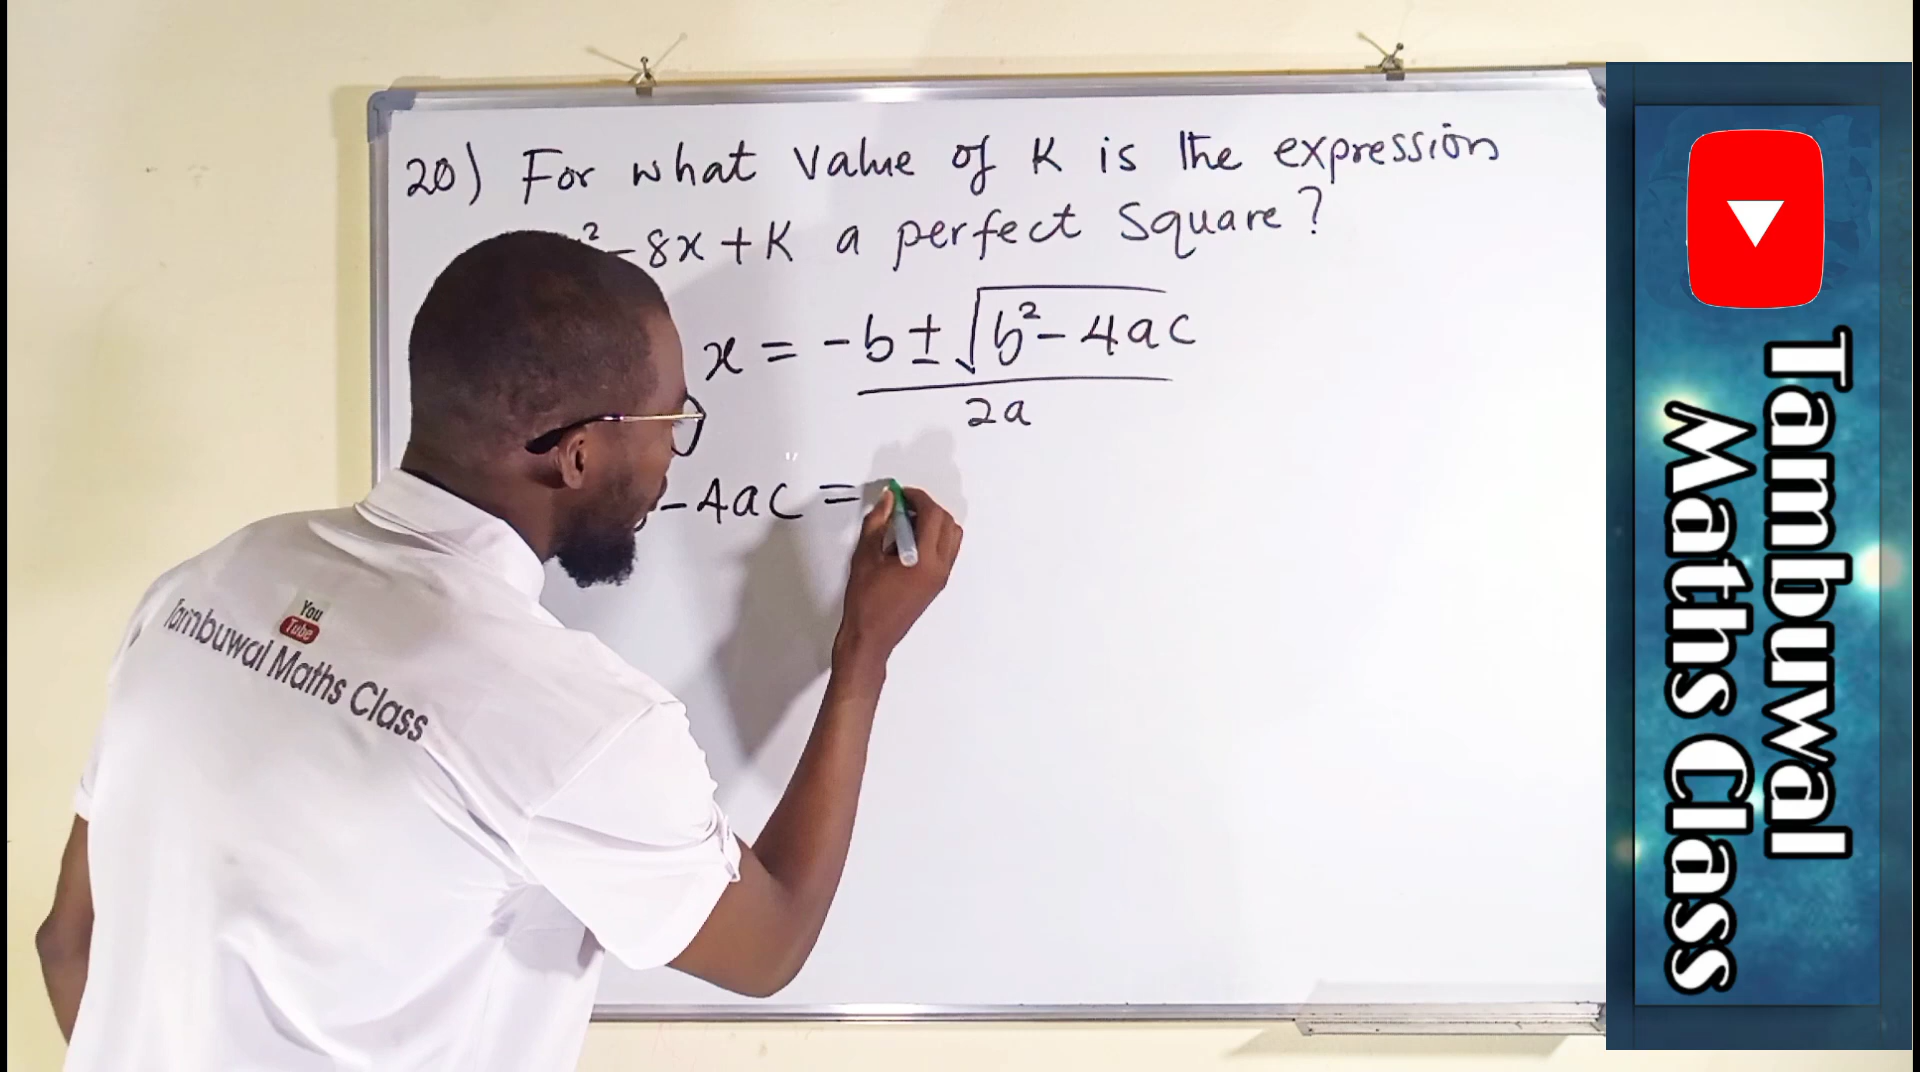 20) For what value of K is the expression
² - 8x + K a perfect Square?
x = -b ± √b² - 4ac
2a
- 4ac =
You
Tube
Tambuwal Maths Class
Tambuwal
Maths Class